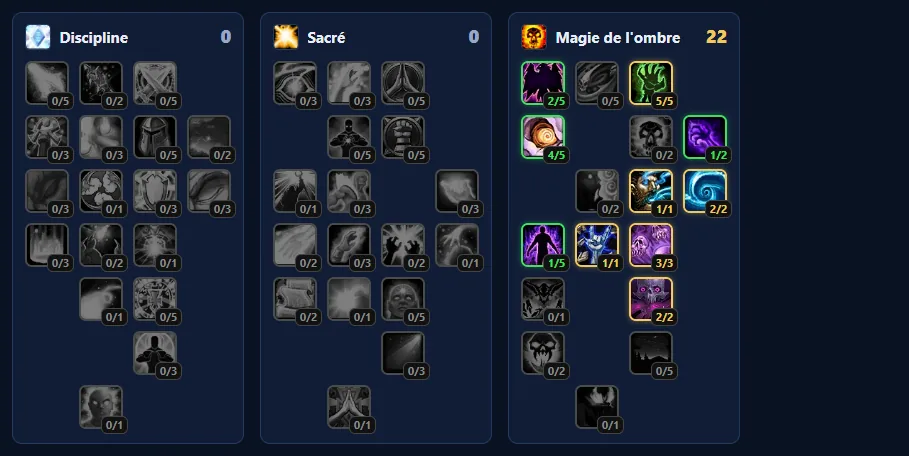 Discipline 0
Sacré 0
Magie de l'ombre 22
0/5 0/2 0/5
0/3 0/3 0/5
2/5 0/5 5/5
0/3 0/3 0/5 0/2
0/5 0/5
4/5 0/2 1/2
0/3 0/1 0/3 0/3
0/1 0/3 0/3
0/2 1/1 2/2
0/3 0/2 0/1
0/2 0/3 0/2 0/1
1/5 1/1 3/3
0/1 0/5
0/2 0/1 0/5
0/1 2/2
0/3
0/3
0/2 0/5
0/1
0/1
0/1